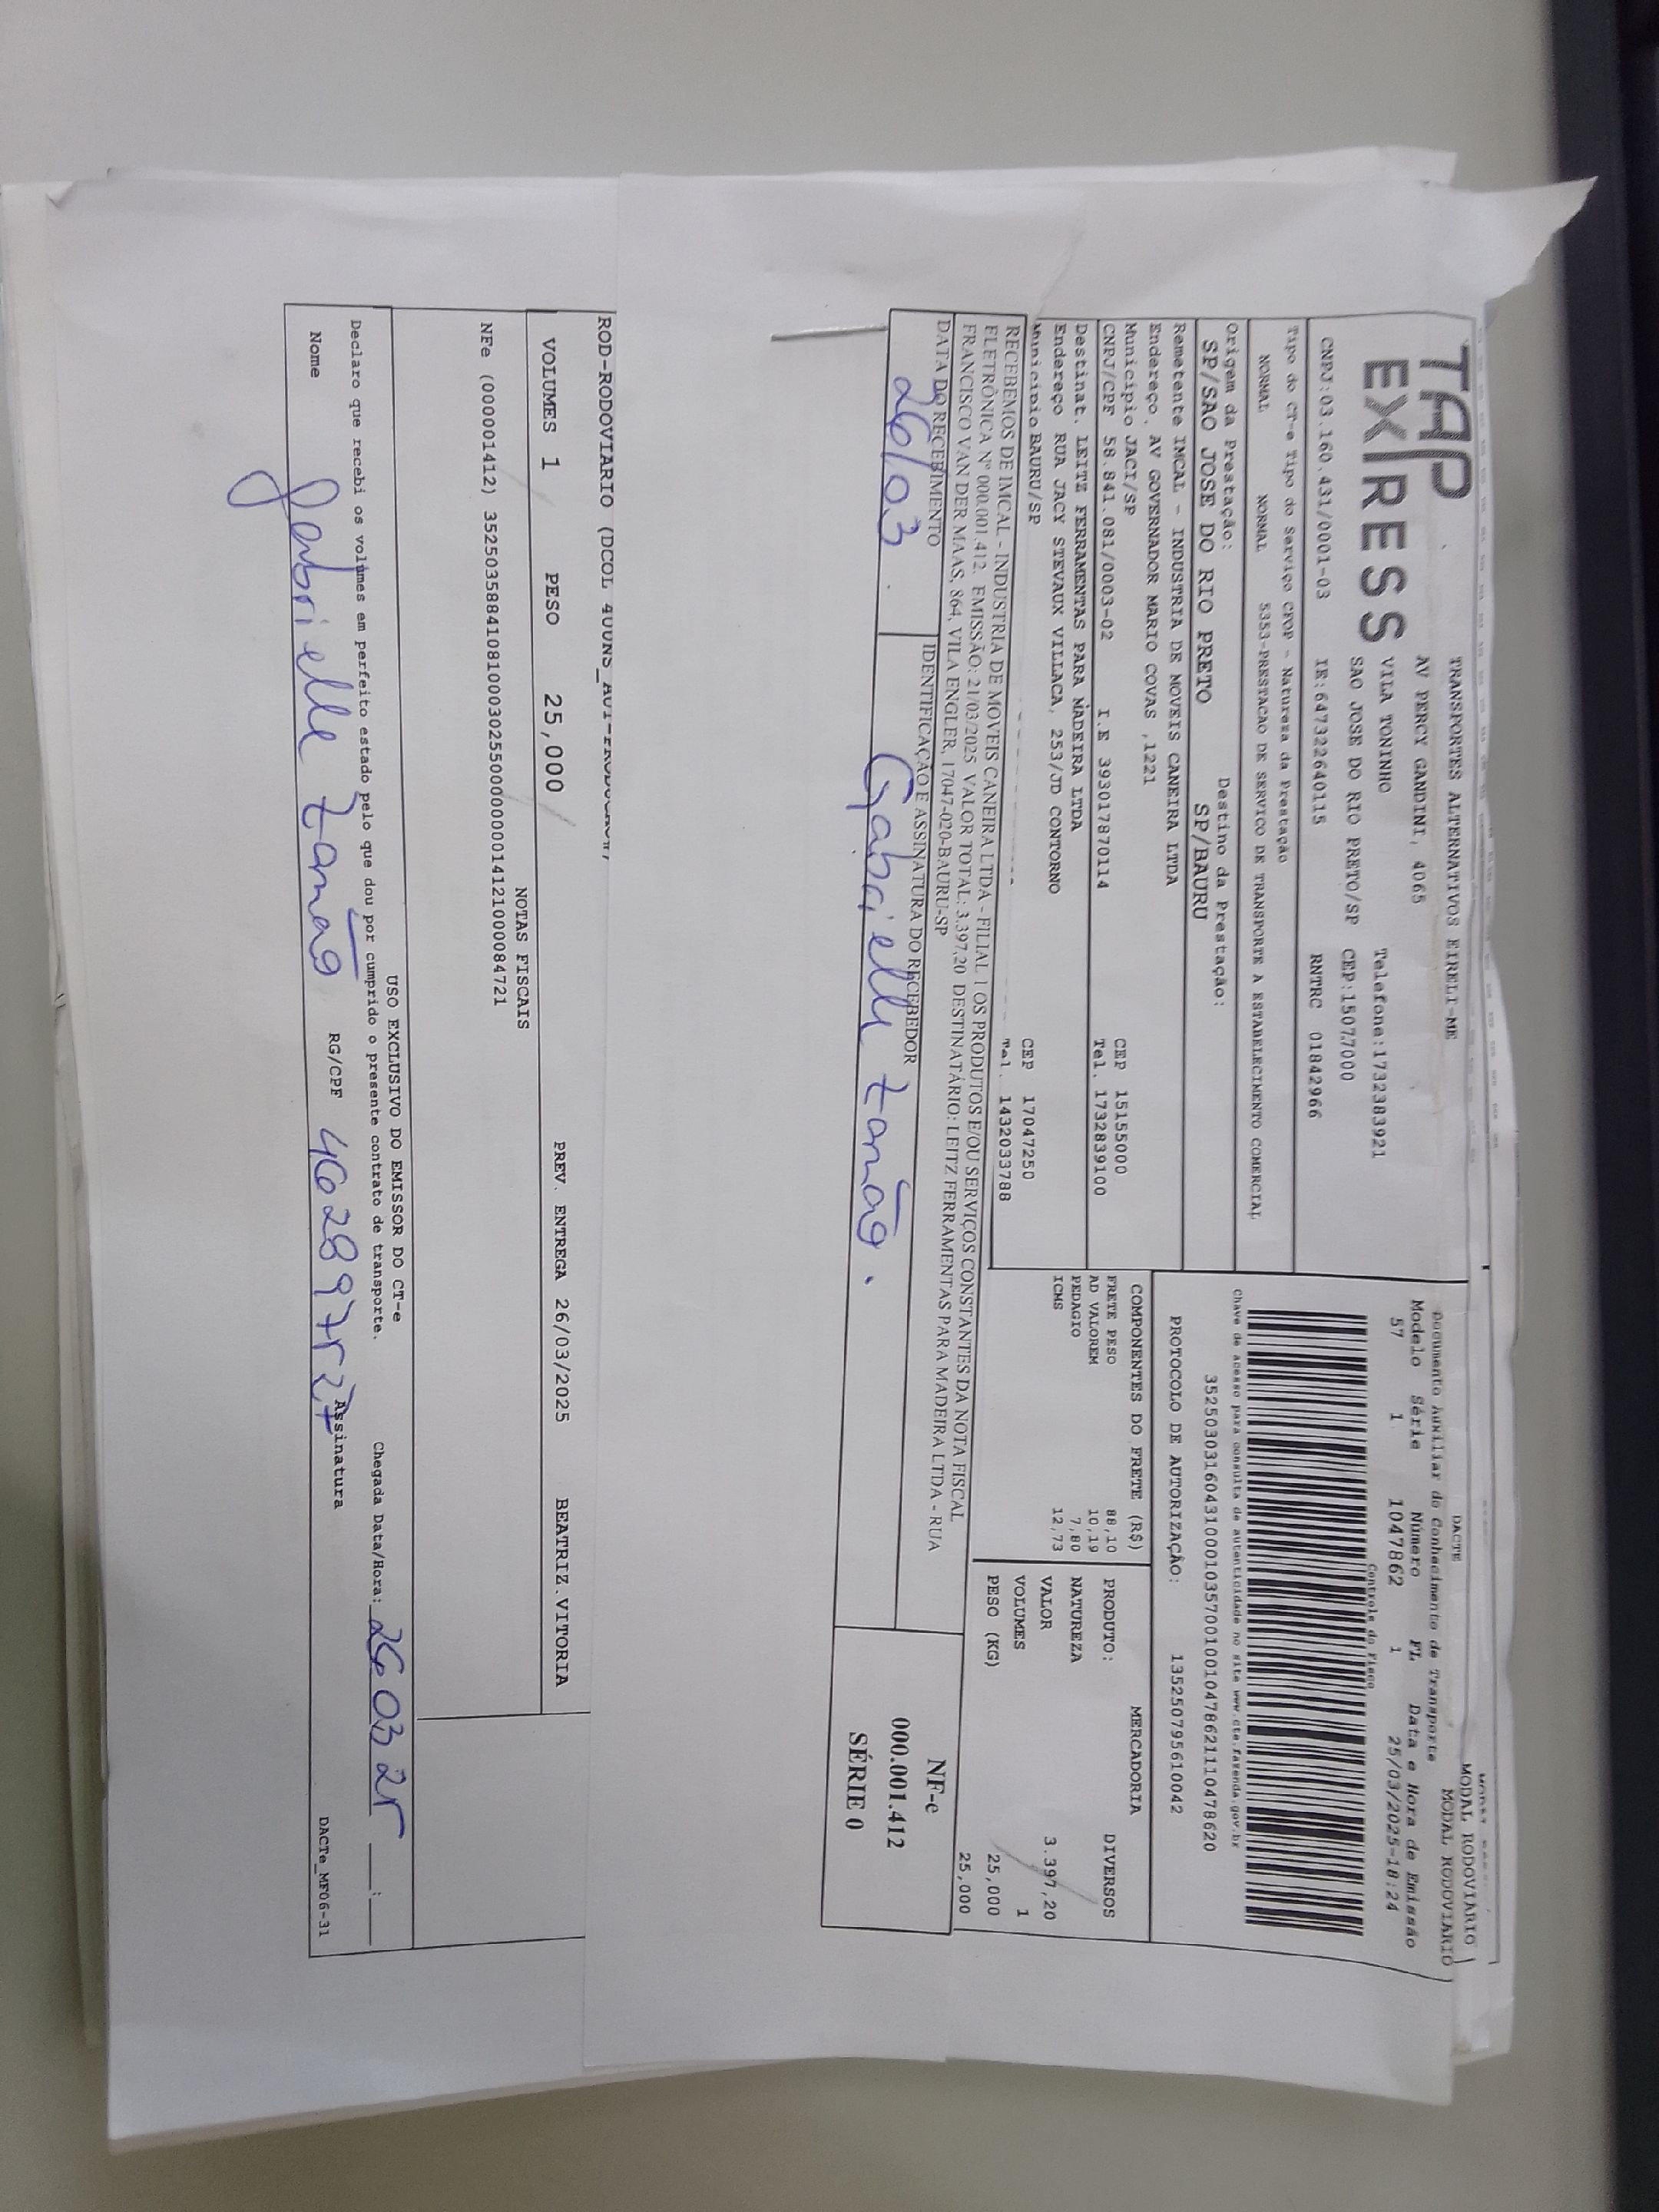 TAP
EXPRESS
TRANSPORTES ALTERNATIVOS EIRELI-ME
AV PERCY GANDINI, 4065
VILA TONINHO
Telefone:1732383921
SAO JOSE DO RIO PRETO/SP CEP:15077000
CNPJ:03.160.431/0001-03 IE:647322640115 RNTRC 01842966
DACTE
Documento Auxiliar do Conhecimento de Transporte
MODAL RODOVIARIO
MODAL RODOVIARIO
Modelo Série Número FL Data e Hora de Emissão
57 1 1047862 1 25/03/2025-18:24
Controle do Fisco
Tipo do CT-e Tipo do Serviço CFOP - Natureza da Prestação
NORMAL NORMAL 5353-PRESTACAO DE SERVICO DE TRANSPORTE A ESTABELECIMENTO COMERCIAL
Chave de acesso para consulta de autenticidade no site www.cte.fazenda.gov.br
35250303160431000103570010010478621110478620
Origem da Prestação: Destino da Prestação:
SP/SAO JOSE DO RIO PRETO SP/BAURU
PROTOCOLO DE AUTORIZAÇÃO: 135250795610042
Remetente IMCAL - INDUSTRIA DE MOVEIS CANEIRA LTDA
Endereço . AV GOVERNADOR MARIO COVAS ,1221
Municipio JACI/SP CEP 15155000
CNPJ/CPF 58.841.081/0003-02 I.E 393017870114 Tel. 1732839100
Destinat. LEITZ FERRAMENTAS PARA MADEIRA LTDA
Endereço RUA JACY STEVAUX VILLACA, 253/JD CONTORNO
Municipio BAURU/SP CEP 17047250
Tel. 1432033788
COMPONENTES DO FRETE (R$)
FRETE PESO 88,10
AD VALOREM 10,19
PEDAGIO 7,80
ICMS 12,73
MERCADORIA
PRODUTO: DIVERSOS
NATUREZA
VALOR 3.397,20
VOLUMES 1
PESO (KG) 25,000
25,000
RECEBEMOS DE IMCAL - INDUSTRIA DE MOVEIS CANEIRA LTDA - FILIAL 1 OS PRODUTOS E/OU SERVIÇOS CONSTANTES DA NOTA FISCAL
ELETRÔNICA Nº 000.001.412. EMISSÃO: 21/03/2025 VALOR TOTAL: 3.397,20 DESTINATÁRIO: LEITZ FERRAMENTAS PARA MADEIRA LTDA - RUA
FRANCISCO VAN DER MAAS, 864, VILA ENGLER, 17047-020-BAURU-SP
DATA DO RECEBIMENTO IDENTIFICAÇÃO E ASSINATURA DO RECEBEDOR
26/03 Gabrielle
NF-e
000.001.412
SÉRIE 0
ROD-RODOVIARIO (DCOL
VOLUMES 1 PESO 25,000 PREV. ENTREGA 26/03/2025 BEATRIZ.VITORIA
NOTAS FISCAIS
NFe (000001412) 35250358841081000302550000000014121000084721
USO EXCLUSIVO DO EMISSOR DO CT-e
Declaro que recebi os volumes em perfeito estado pelo que dou por cumprido o presente contrato de transporte. Chegada Data/Hora: 26 03 25 __:__
Nome Gabrielle RG/CPF Assinatura
DACTe_MF06-31